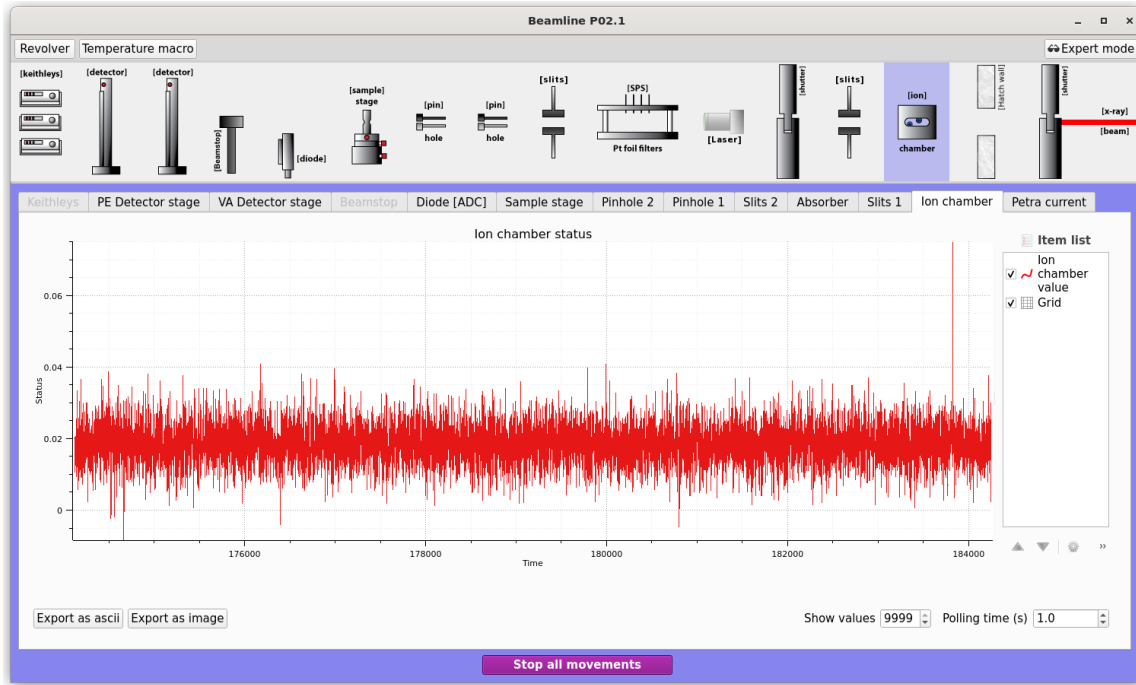 Beamline P02.1
Revolver Temperature macro Expert mode
[keithleys] [detector] [detector]
[Beamstop]
[diode]
[sample]
stage
[pin]
hole
[pin]
hole
[slits]
[SPS]
Pt foil filters
[Laser]
[shutter]
[slits]
[ion]
chamber
[Hatch wall]
[shutter]
[x-ray]
[beam]
Keithleys PE Detector stage VA Detector stage Beamstop Diode [ADC] Sample stage Pinhole 2 Pinhole 1 Slits 2 Absorber Slits 1 Ion chamber Petra current
Ion chamber status
Status
0.06
0.04
0.02
0
176000 178000 180000 182000 184000
Time
Item list
Ion
chamber
value
Grid
»
Export as ascii Export as image Show values 9999 Polling time (s) 1.0
Stop all movements